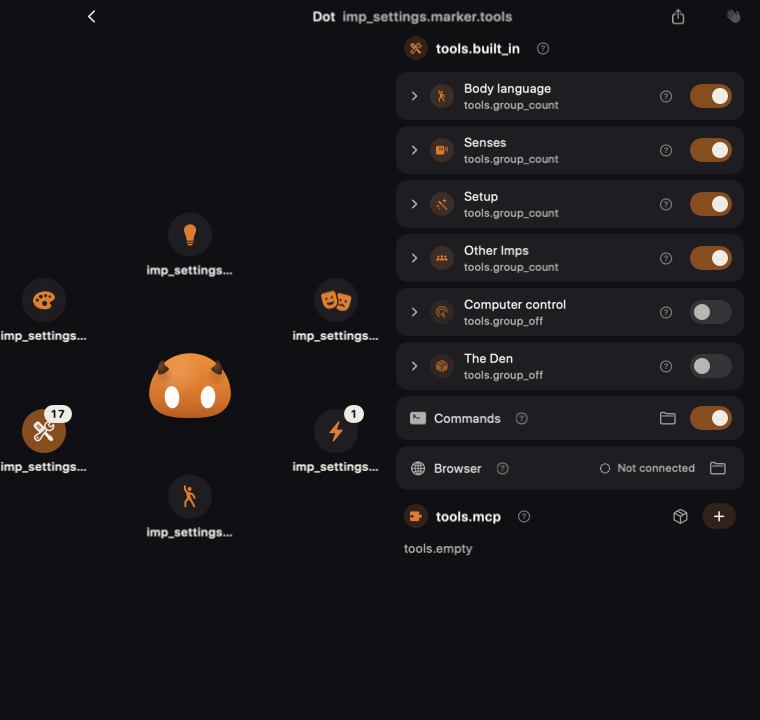 Dot imp_settings.marker.tools
imp_settings...
imp_settings...
imp_settings...
17
imp_settings...
1
imp_settings...
imp_settings...
tools.built_in
Body language
tools.group_count
Senses
tools.group_count
Setup
tools.group_count
Other Imps
tools.group_count
Computer control
tools.group_off
The Den
tools.group_off
Commands
Browser
Not connected
tools.mcp
tools.empty